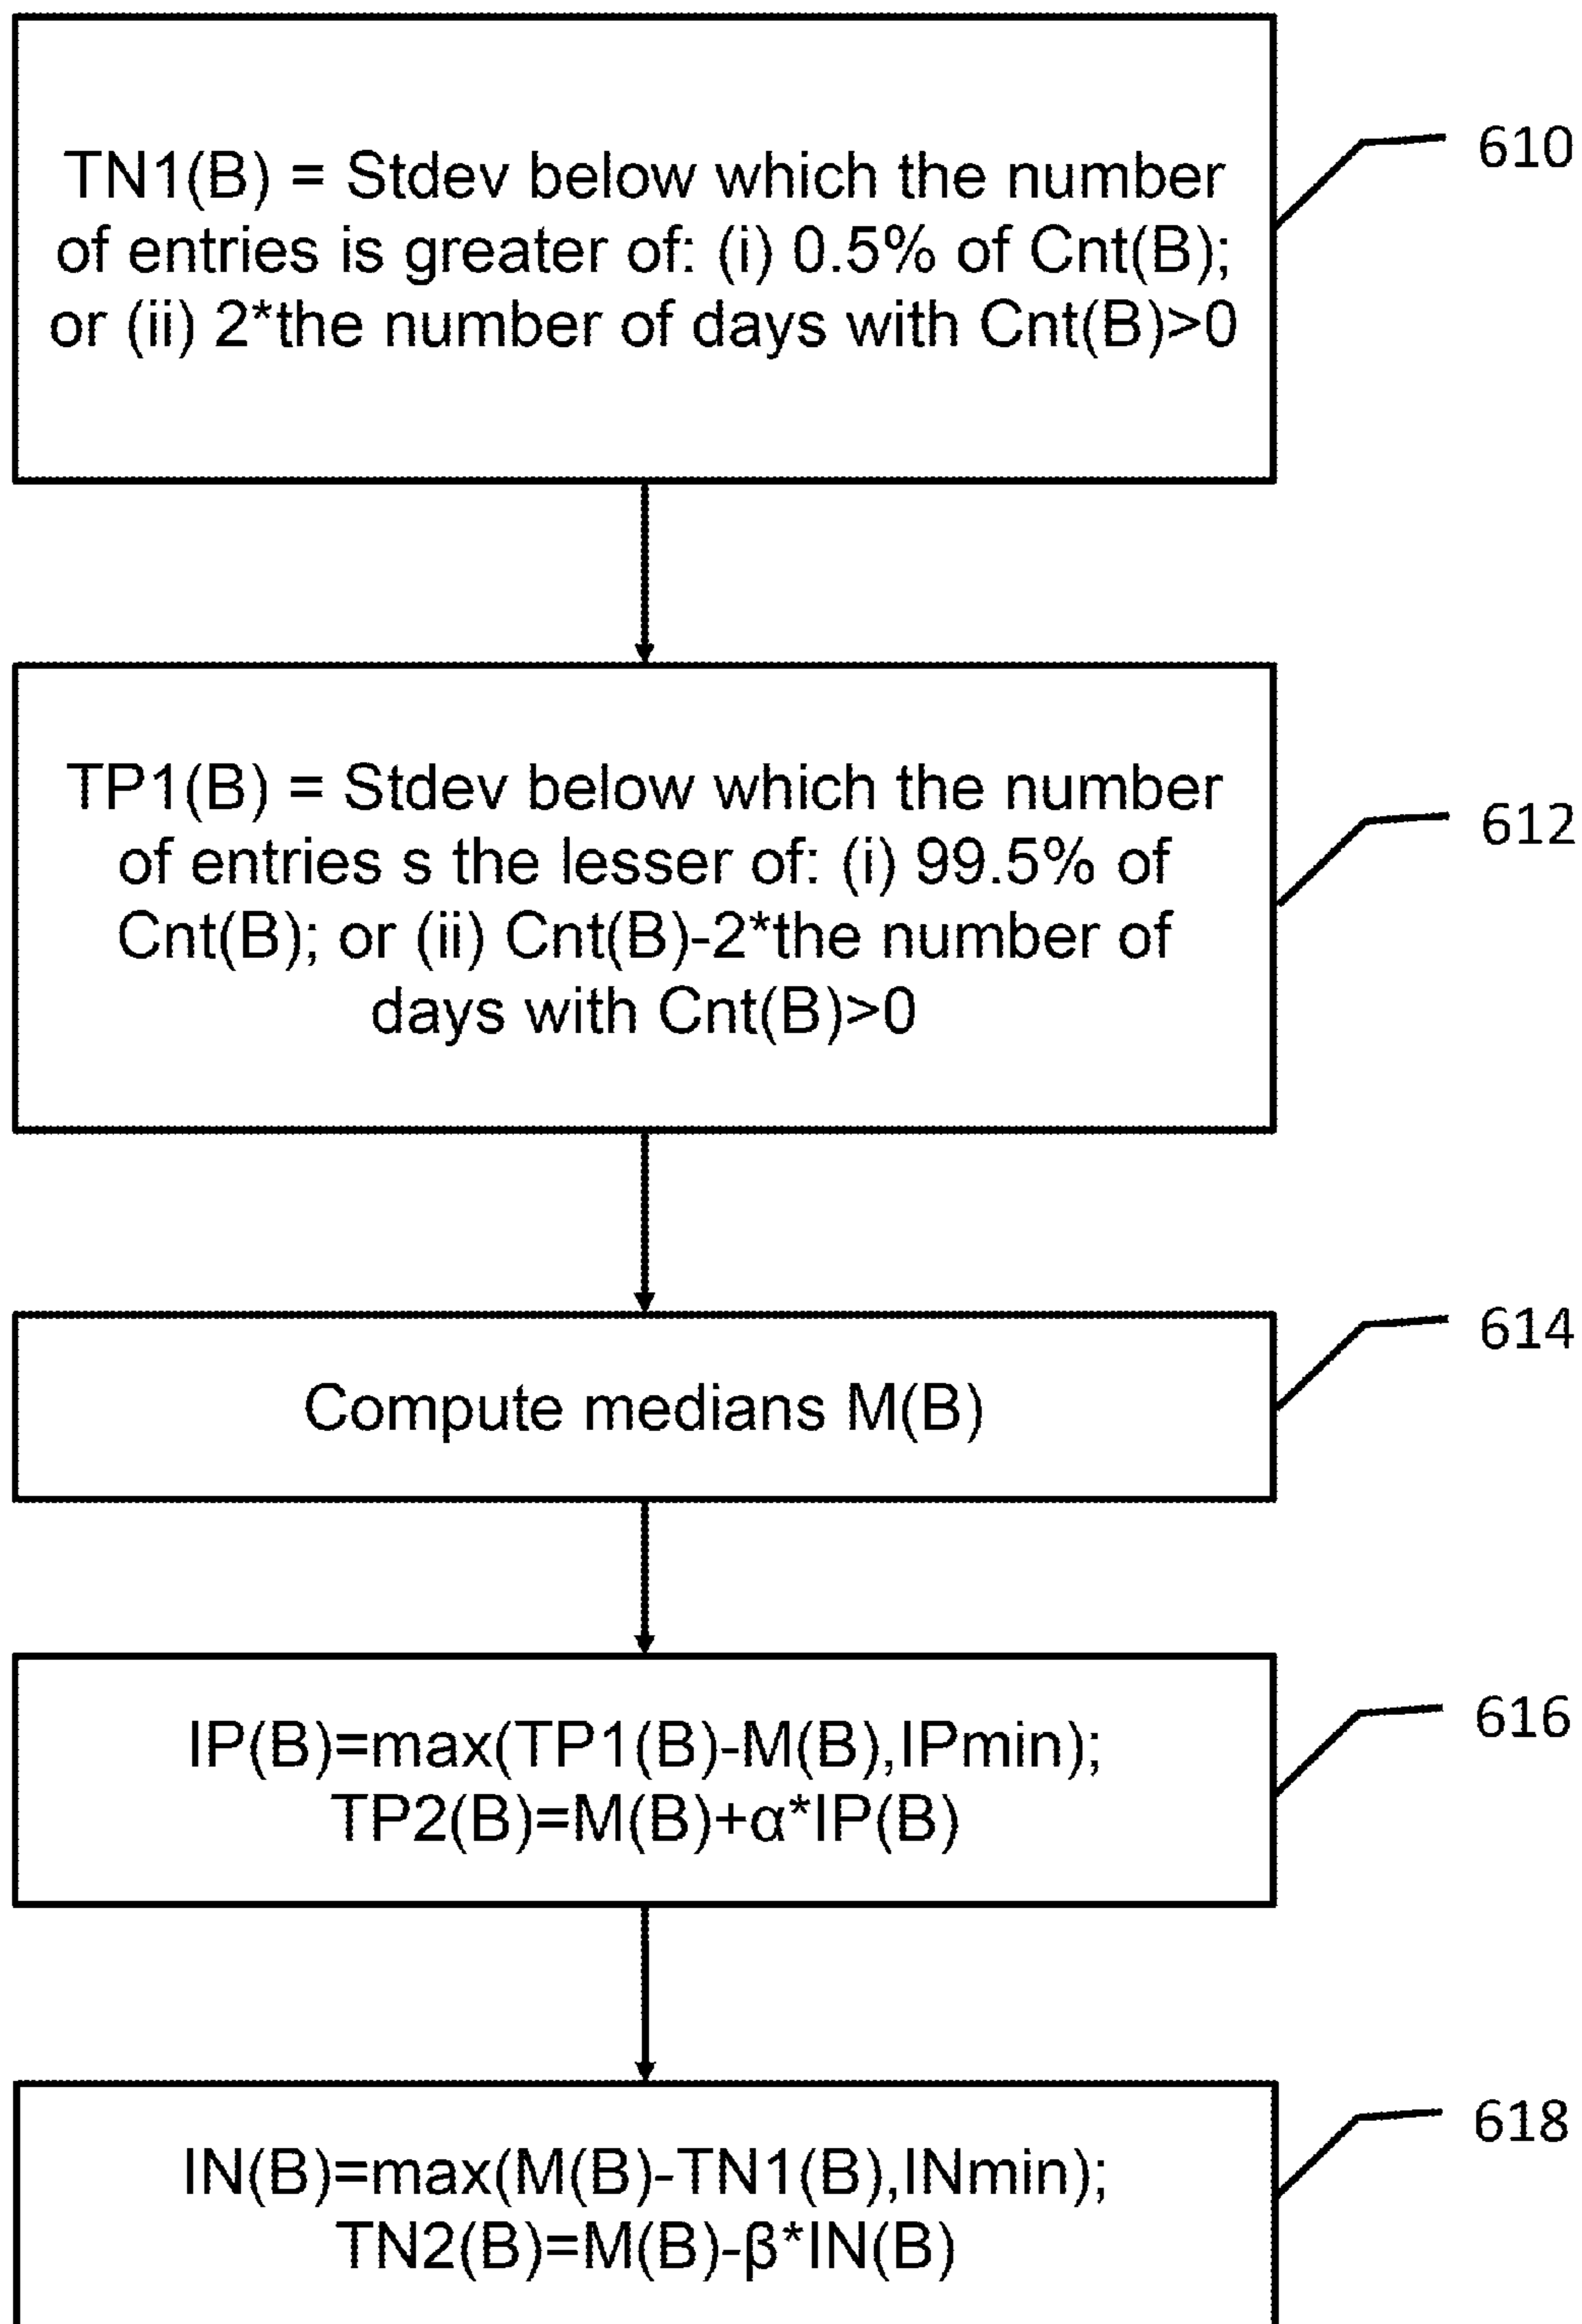 TN1(B) = Stdev below which the number
of entries is greater of: (i) 0.5% of Cnt(B);
or (ii) 2*the number of days with Cnt(B)>0
610
TP1(B) = Stdev below which the number
of entries s the lesser of: (i) 99.5% of
Cnt(B); or (ii) Cnt(B)-2*the number of
days with Cnt(B)>0
612
Compute medians M(B)
614
IP(B)=max(TP1(B)-M(B),IPmin);
TP2(B)=M(B)+α*IP(B)
616
IN(B)=max(M(B)-TN1(B),INmin);
TN2(B)=M(B)-β*IN(B)
618